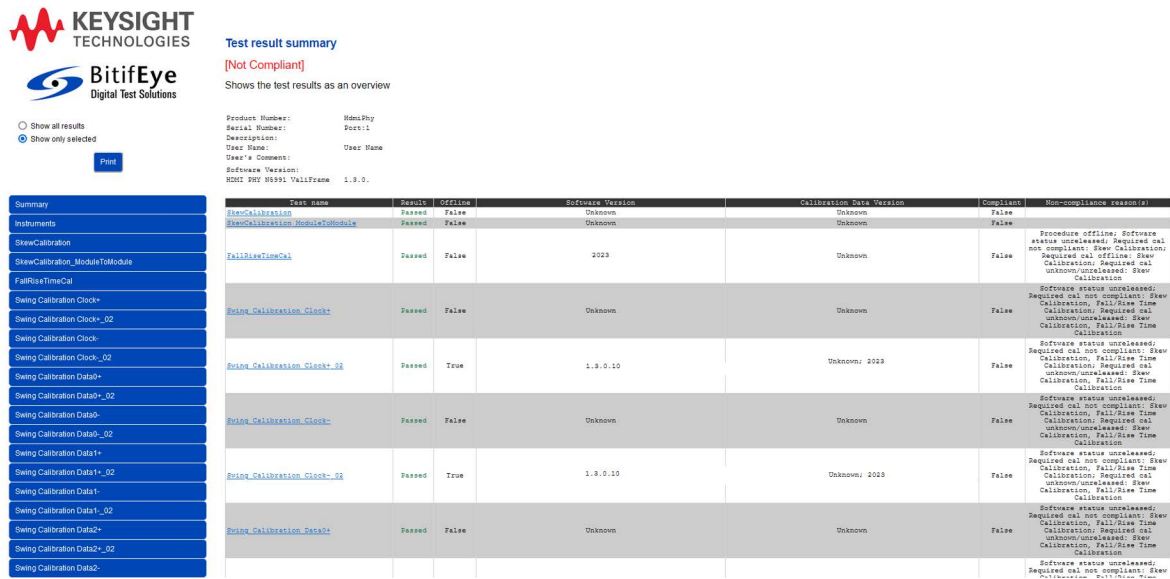 KEYSIGHT
TECHNOLOGIES
BitifEye
Digital Test Solutions
Show all results
Show only selected
Print
Summary
Instruments
SkewCalibration
SkewCalibration_ModuleToModule
FallRiseTimeCal
Swing Calibration Clock+
Swing Calibration Clock+_02
Swing Calibration Clock-
Swing Calibration Clock-_02
Swing Calibration Data0+
Swing Calibration Data0+_02
Swing Calibration Data0-
Swing Calibration Data0-_02
Swing Calibration Data1+
Swing Calibration Data1+_02
Swing Calibration Data1-
Swing Calibration Data1-_02
Swing Calibration Data2+
Swing Calibration Data2+_02
Swing Calibration Data2-
Test result summary
[Not Compliant]
Shows the test results as an overview
Product Number: HdmiPhy
Serial Number: Port:1
Description:
User Name: User Name
User's Comment:
Software Version:
HDMI PHY N5991 ValiFrame 1.3.0.
Test name Result Offline Software Version Calibration Data Version Compliant Non-compliance reason(s)
SkewCalibration Passed False Unknown Unknown False
SkewCalibration ModuleToModule Passed False Unknown Unknown False
FallRiseTimeCal Passed False 2023 Unknown False
Procedure offline; Software
status unreleased; Required cal
not compliant: Skew Calibration;
Required cal offline: Skew
Calibration; Required cal
unknown/unreleased: Skew
Calibration
Swing Calibration Clock+ Passed False Unknown Unknown False
Software status unreleased;
Required cal not compliant: Skew
Calibration, Fall/Rise Time
Calibration; Required cal
unknown/unreleased: Skew
Calibration, Fall/Rise Time
Calibration
Swing Calibration Clock+ 02 Passed True 1.3.0.10 Unknown; 2023 False
Software status unreleased;
Required cal not compliant: Skew
Calibration, Fall/Rise Time
Calibration; Required cal
unknown/unreleased: Skew
Calibration, Fall/Rise Time
Calibration
Swing Calibration Clock- Passed False Unknown Unknown False
Software status unreleased;
Required cal not compliant: Skew
Calibration, Fall/Rise Time
Calibration; Required cal
unknown/unreleased: Skew
Calibration, Fall/Rise Time
Calibration
Swing Calibration Clock- 02 Passed True 1.3.0.10 Unknown; 2023 False
Software status unreleased;
Required cal not compliant: Skew
Calibration, Fall/Rise Time
Calibration; Required cal
unknown/unreleased: Skew
Calibration, Fall/Rise Time
Calibration
Swing Calibration Data0+ Passed False Unknown Unknown False
Software status unreleased;
Required cal not compliant: Skew
Calibration, Fall/Rise Time
Calibration; Required cal
unknown/unreleased: Skew
Calibration, Fall/Rise Time
Calibration
Software status unreleased;
Required cal not compliant: Skew
Calibration, Fall/Rise Time